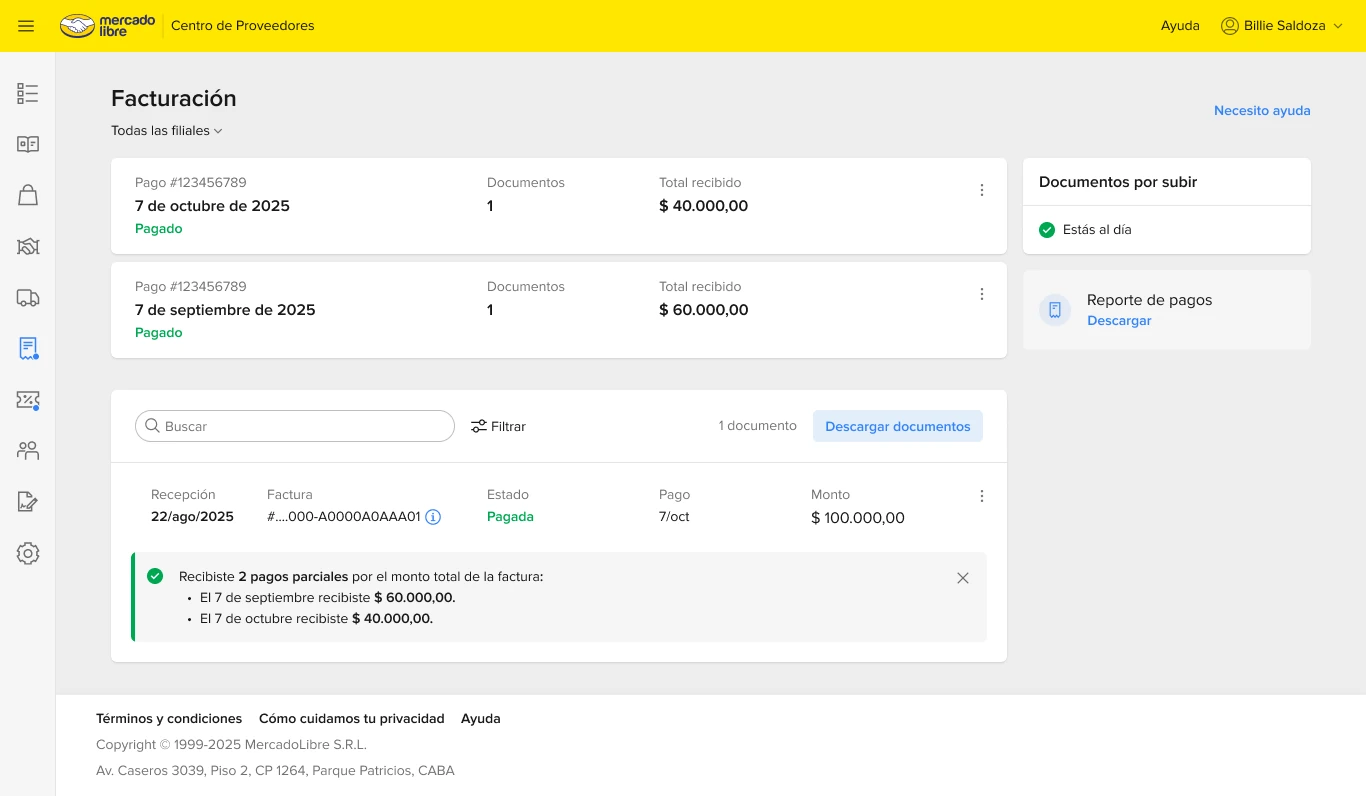 mercado libre
Centro de Proveedores
Ayuda
Billie Saldoza
Facturación
Necesito ayuda
Todas las filiales
Pago #123456789
Documentos
Total recibido
7 de octubre de 2025
1
$ 40.000,00
Pagado
Documentos por subir
Estás al día
Pago #123456789
Documentos
Total recibido
7 de septiembre de 2025
1
$ 60.000,00
Pagado
Reporte de pagos
Descargar
Buscar
Filtrar
1 documento
Descargar documentos
Recepción
Factura
Estado
Pago
Monto
22/ago/2025
#....000-A0000A0AAA01
Pagada
7/oct
$ 100.000,00
Recibiste 2 pagos parciales por el monto total de la factura:
• El 7 de septiembre recibiste $ 60.000,00.
• El 7 de octubre recibiste $ 40.000,00.
Términos y condiciones
Cómo cuidamos tu privacidad
Ayuda
Copyright © 1999-2025 MercadoLibre S.R.L.
Av. Caseros 3039, Piso 2, CP 1264, Parque Patricios, CABA